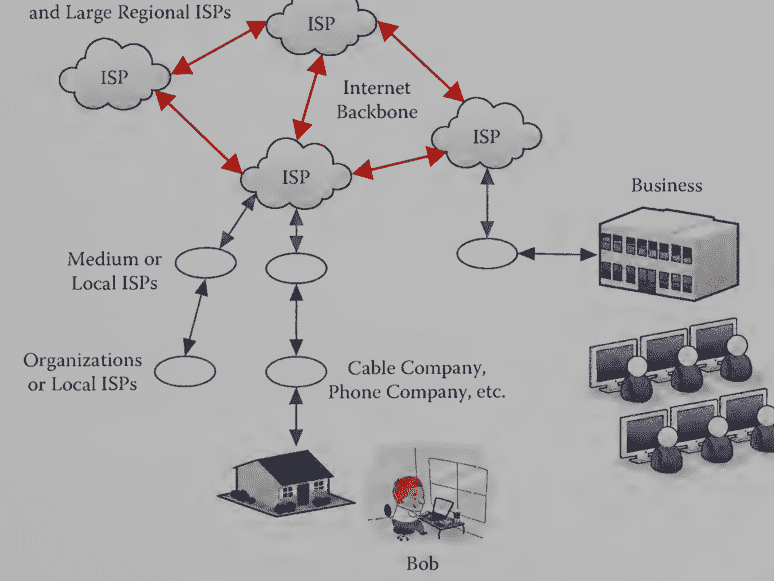 and Large Regional ISPs
ISP
ISP
Internet
Backbone
ISP
ISP
Business
Medium or
Local ISPs
Organizations
or Local ISPs
Cable Company,
Phone Company, etc.
Bob